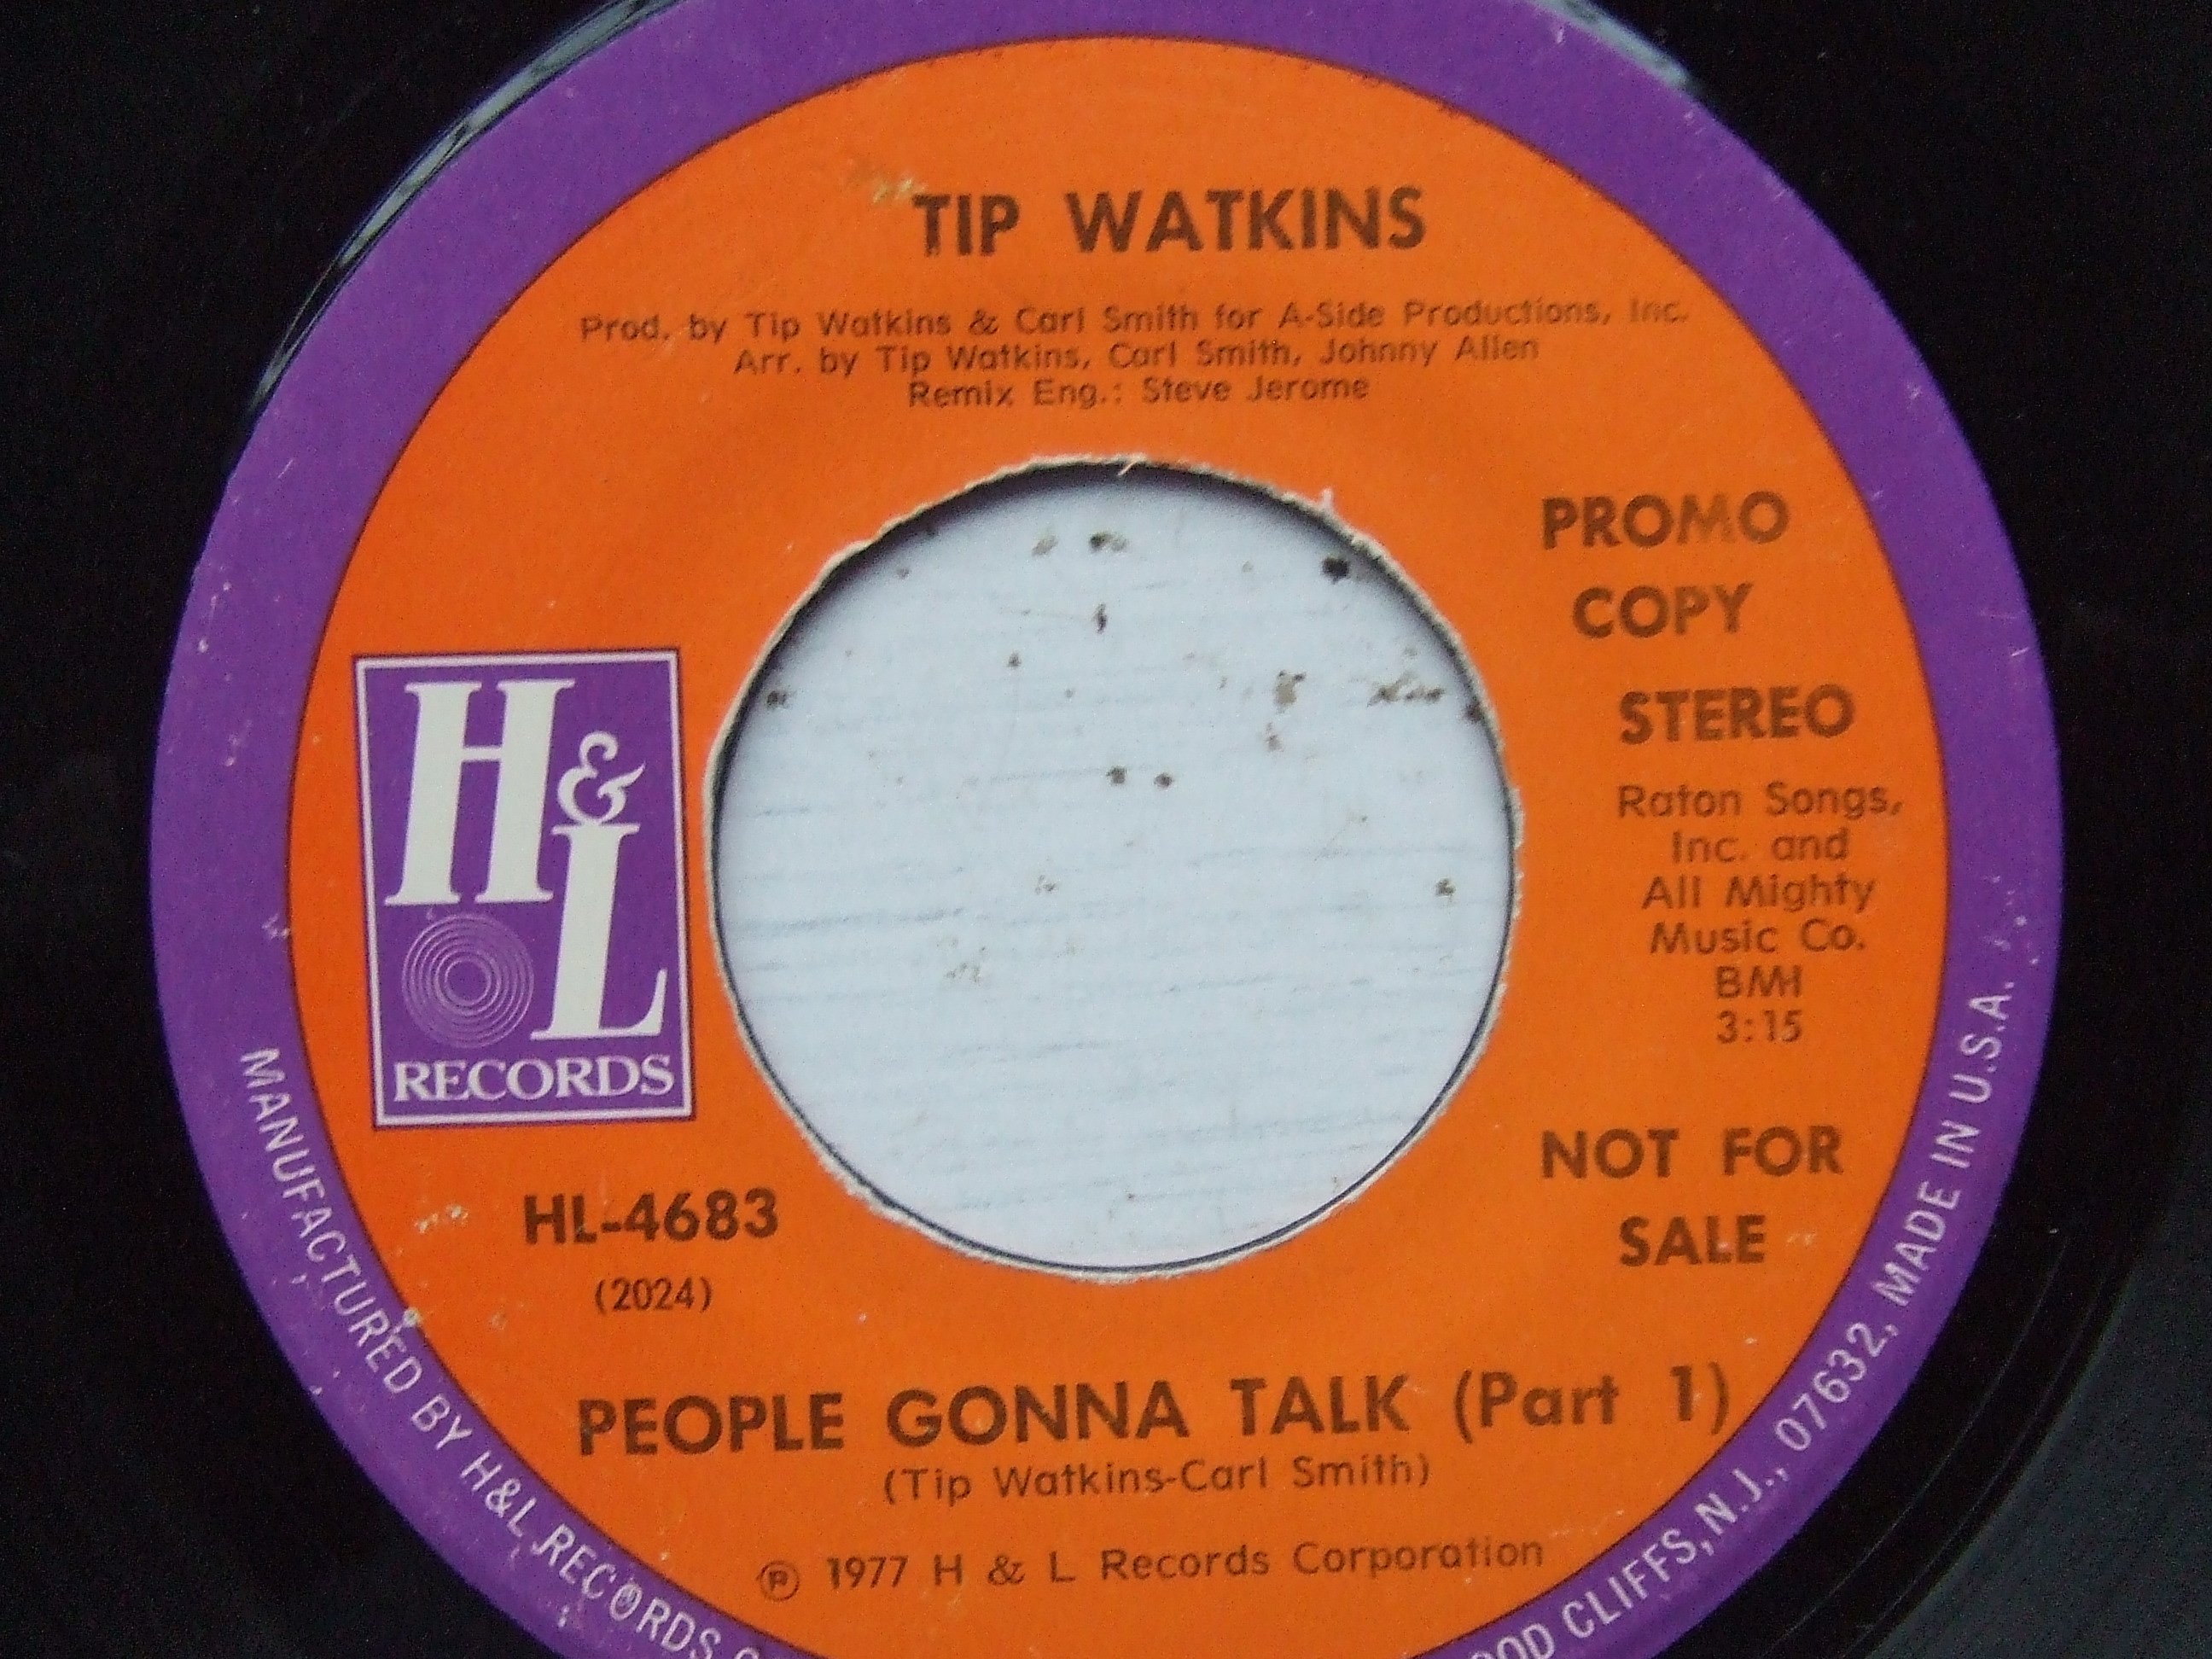 TIP WATKINS
Prod. by Tip Watkins & Carl Smith for A-Side Productions, Inc.
Arr. by Tip Watkins, Carl Smith, Johnny Allen
Remix Eng.: Steve Jerome
PROMO
COPY
STEREO
Raton Songs,
Inc. and
All Mighty
Music Co.
BMI
3:15
H&L
RECORDS
NOT FOR
SALE
HL-4683
(2024)
PEOPLE GONNA TALK (Part 1)
(Tip Watkins-Carl Smith)
℗ 1977 H & L Records Corporation
MANUFACTURED BY H&L RECORDS
CLIFFS, N.J., 07632, MADE IN U.S.A.